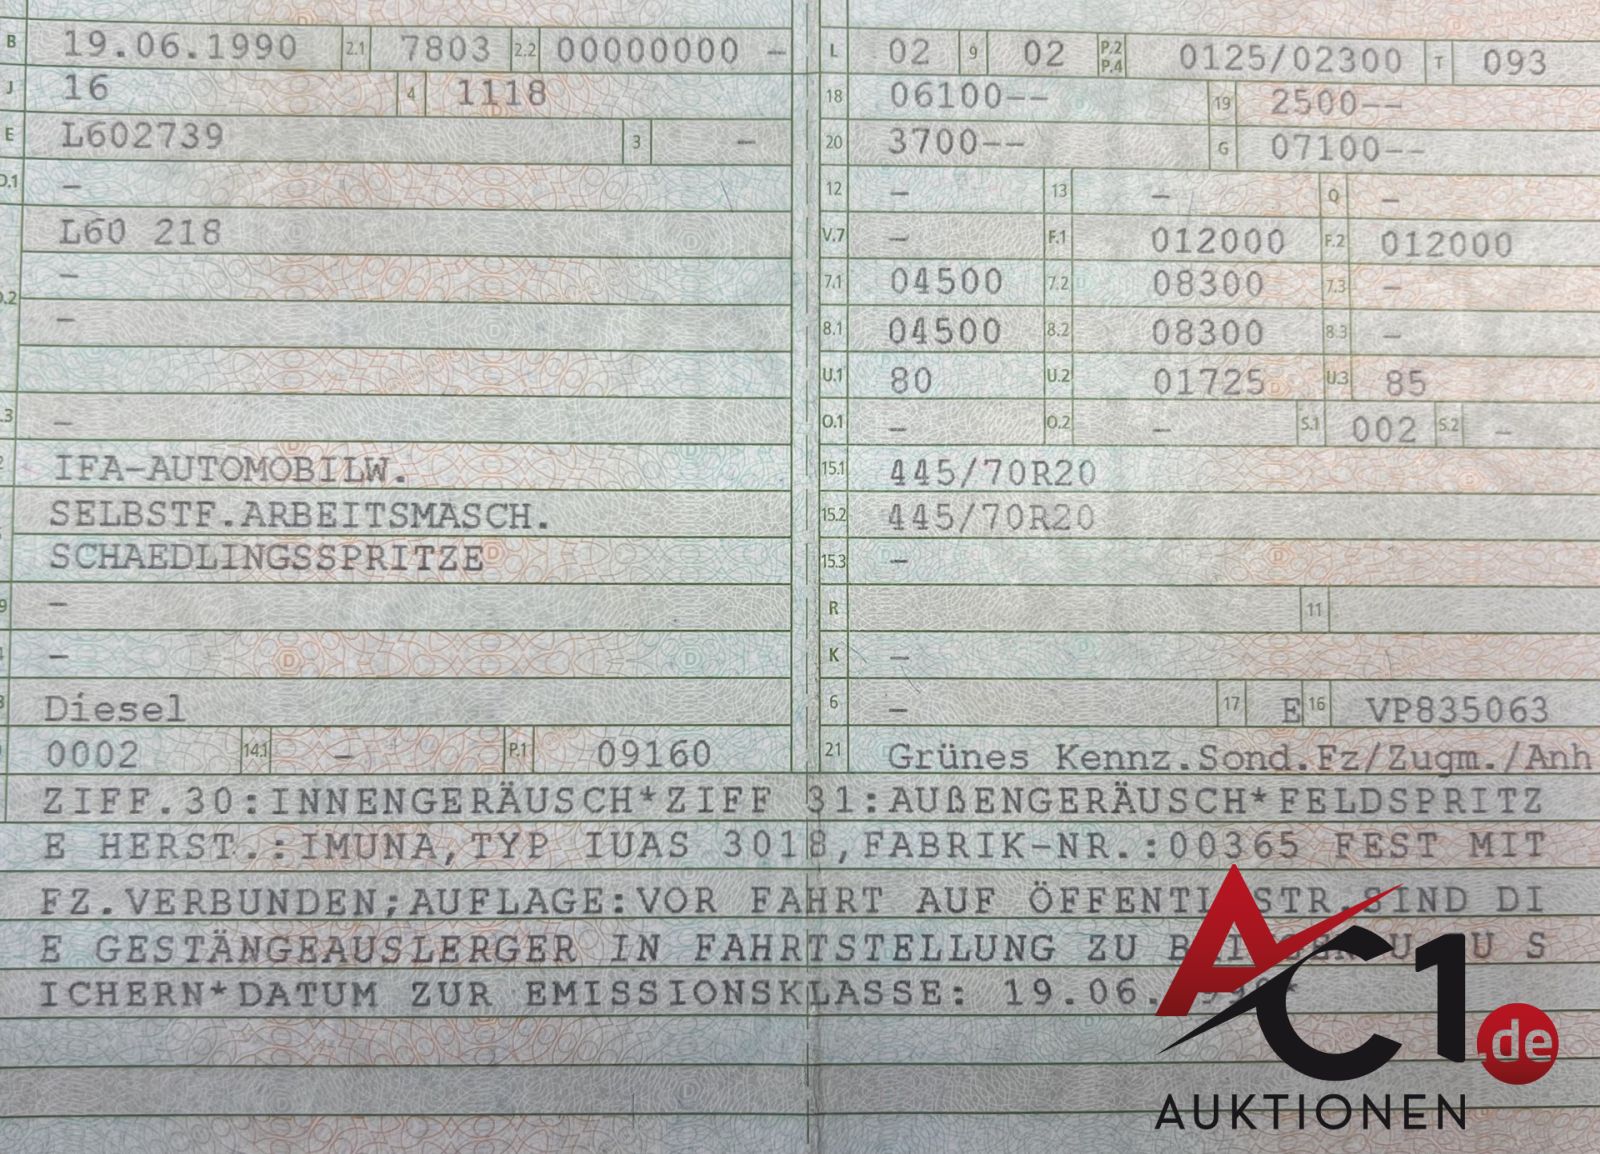 B 19.06.1990 2.1 7803 2.2 00000000 –
J 16 4 1118
E L602739 3 –
D.1 –
L60 218
–
–
–
IFA-AUTOMOBILW.
SELBSTF.ARBEITSMASCH.
SCHAEDLINGSSPRITZE
9 –
–
Diesel
0002 14.1 – P.1 09160
L 02 9 02 P.2 P.4 0125/02300 T 093
18 06100-- 19 2500--
20 3700-- G 07100--
12 – 13 – Q –
V.7 – F.1 012000 F.2 012000
7.1 04500 7.2 08300 7.3 –
8.1 04500 8.2 08300 8.3 –
U.1 80 U.2 01725 U.3 85
O.1 – O.2 – S.1 002 S.2 –
15.1 445/70R20
15.2 445/70R20
15.3 –
R 11
K –
6 – 17 E 16 VP835063
21 Grünes Kennz.Sond.Fz/Zugm./Anh
ZIFF.30:INNENGERÄUSCH*ZIFF 31:AUßENGERÄUSCH*FELDSPRITZ
E HERST.:IMUNA,TYP IUAS 3018,FABRIK-NR.:00365 FEST MIT
FZ.VERBUNDEN;AUFLAGE:VOR FAHRT AUF STR.SIND DI
E GESTÄNGEAUSLERGER IN FAHRTSTELLUNG ZU S
ICHERN*DATUM ZUR EMISSIONSKLASSE: 19.06.
AC1.de
AUKTIONEN